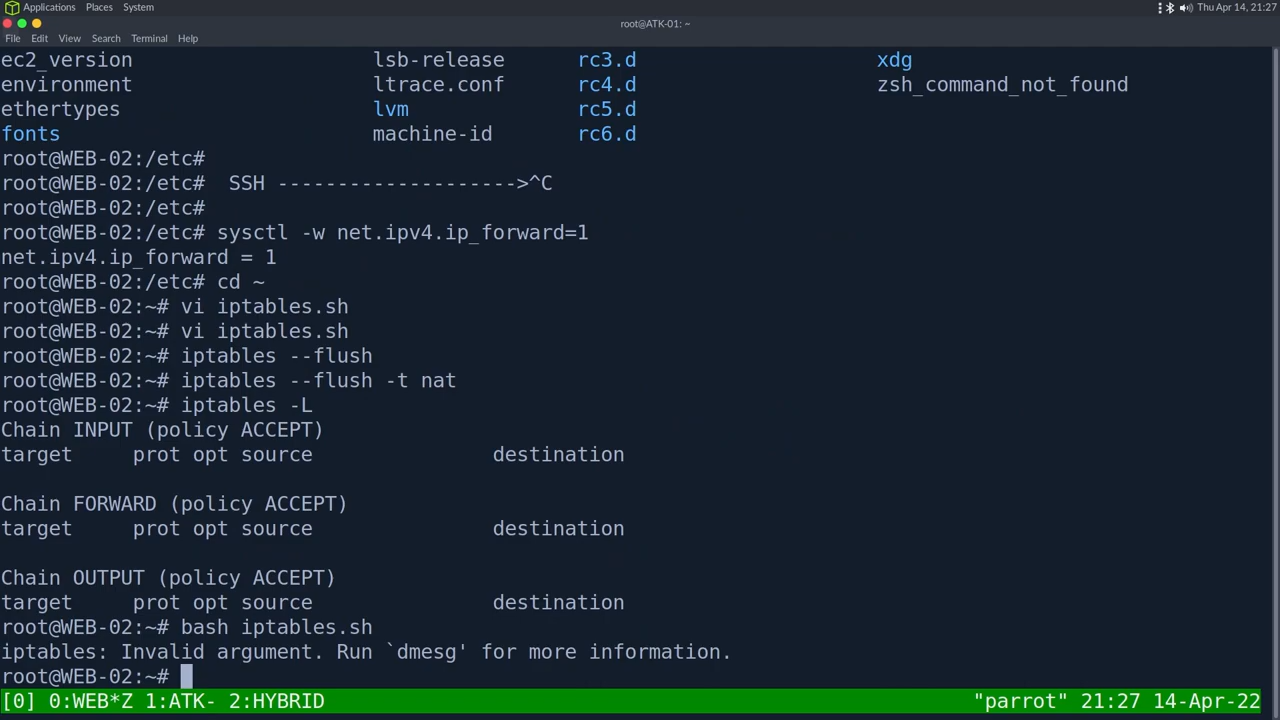 Applications Places System Thu Apr 14, 21:27
root@ATK-01: ~
File Edit View Search Terminal Help
ec2_version lsb-release rc3.d xdg
environment ltrace.conf rc4.d zsh_command_not_found
ethertypes lvm rc5.d
fonts machine-id rc6.d
root@WEB-02:/etc#
root@WEB-02:/etc#  SSH -------------------->^C
root@WEB-02:/etc#
root@WEB-02:/etc# sysctl -w net.ipv4.ip_forward=1
net.ipv4.ip_forward = 1
root@WEB-02:/etc# cd ~
root@WEB-02:~# vi iptables.sh
root@WEB-02:~# vi iptables.sh
root@WEB-02:~# iptables --flush
root@WEB-02:~# iptables --flush -t nat
root@WEB-02:~# iptables -L
Chain INPUT (policy ACCEPT)
target prot opt source destination
Chain FORWARD (policy ACCEPT)
target prot opt source destination
Chain OUTPUT (policy ACCEPT)
target prot opt source destination
root@WEB-02:~# bash iptables.sh
iptables: Invalid argument. Run `dmesg' for more information.
root@WEB-02:~#
[0] 0:WEB*Z 1:ATK- 2:HYBRID "parrot" 21:27 14-Apr-22